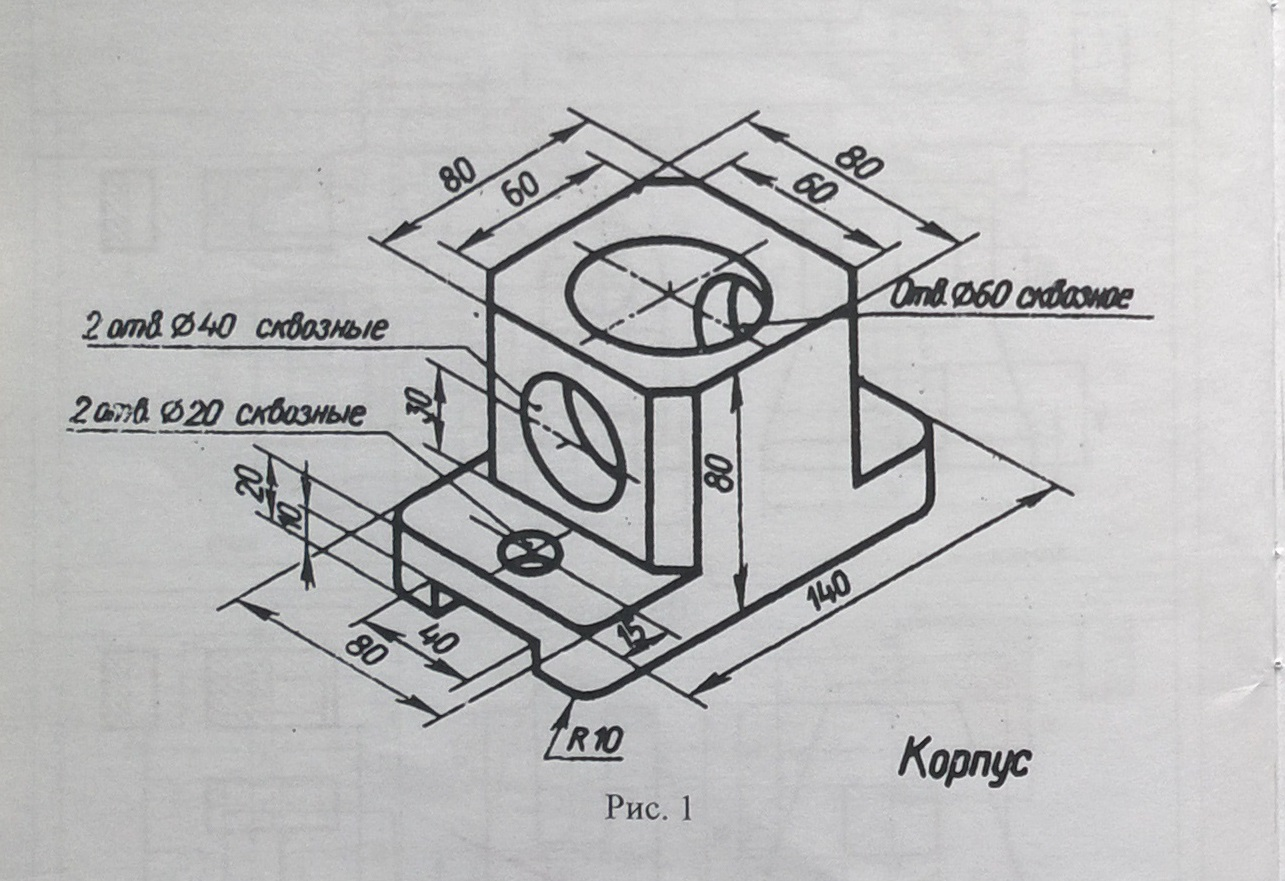 80
60
80
60
Отв. Ø60 сквозное
2 отв. Ø40 сквозные
2 отв. Ø20 сквозные
30
20
10
80
15
40
80
140
R10
Корпус
Рис. 1